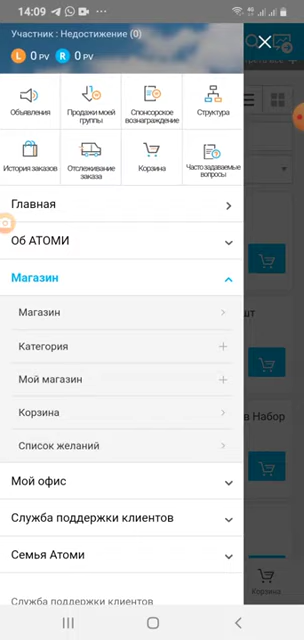 14:09
Участник : Недостижение (0)
L 0 PV R 0 PV
Объявления
Продажи моей группы
Спонсорское вознаграждение
Структура
История заказов
Отслеживание заказа
Корзина
Часто задаваемые вопросы
Главная
Об АТОМИ
Магазин
Магазин
Категория
Мой магазин
Корзина
Список желаний
Мой офис
Служба поддержки клиентов
Семья Атоми
Служба поддержки клиентов
шт
в Набор
Корзина